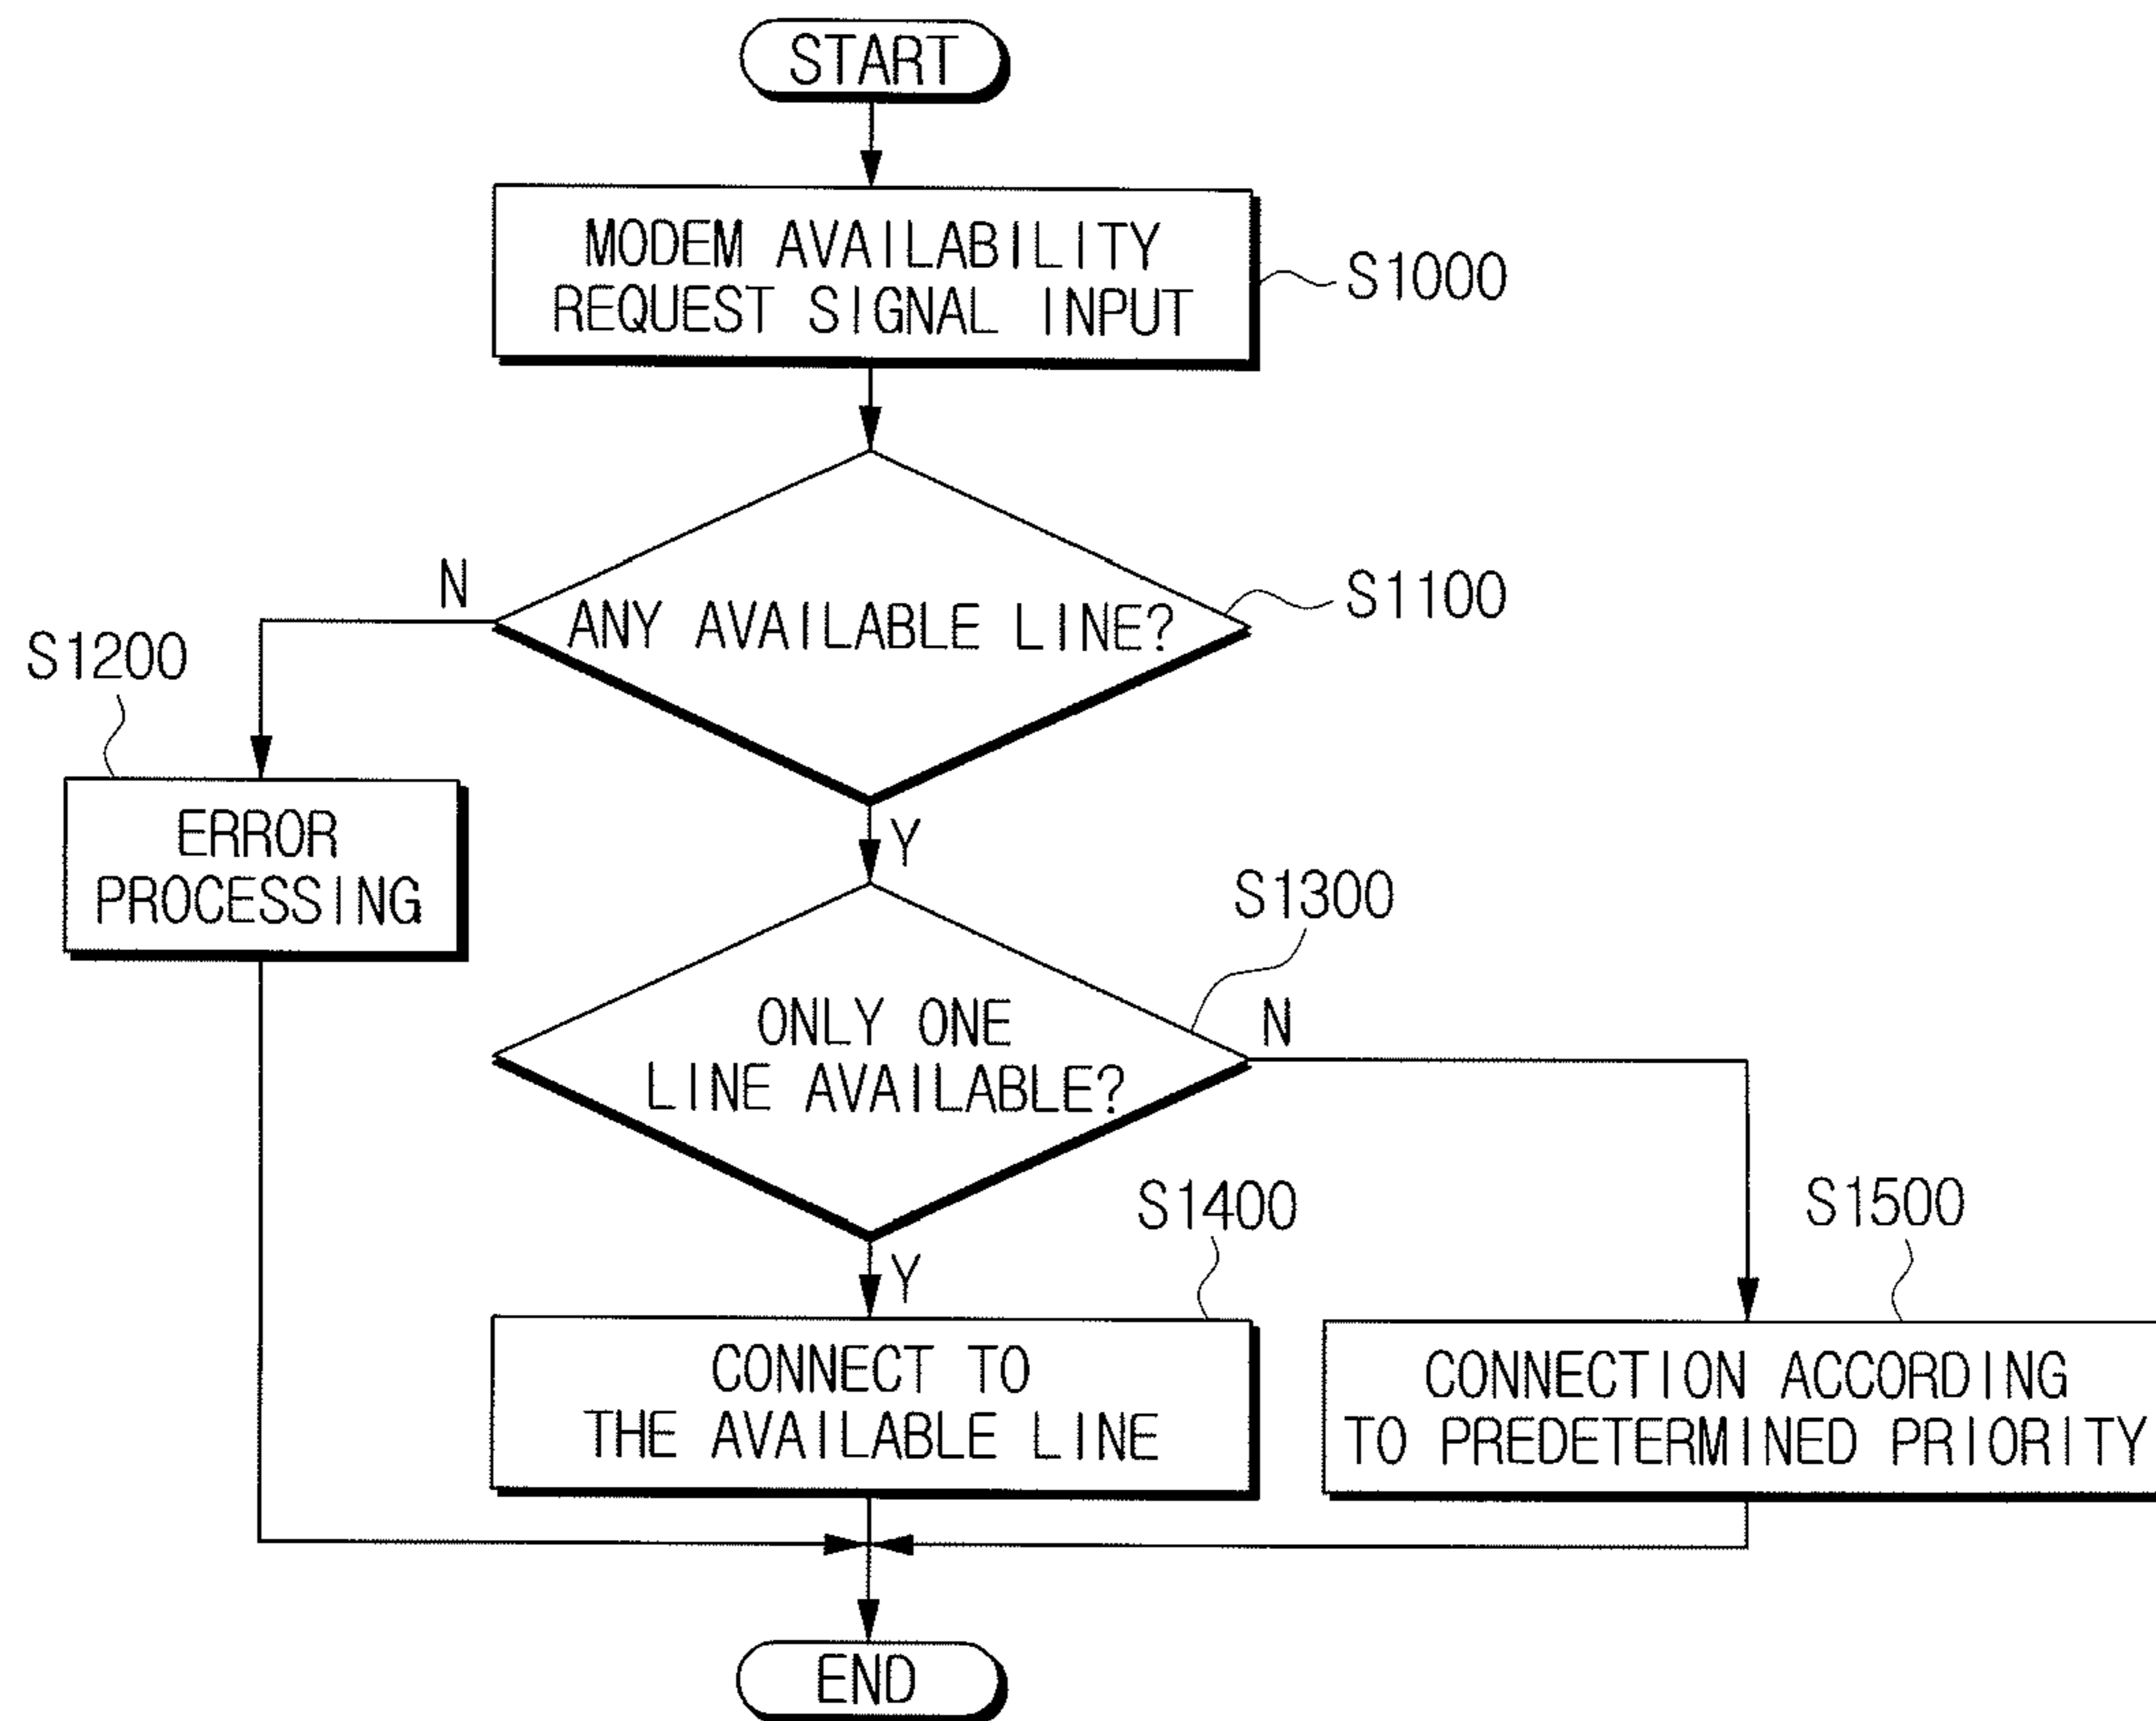 START
MODEM AVAILABILITY
REQUEST SIGNAL INPUT
S1000
ANY AVAILABLE LINE?
S1100
N
S1200
ERROR
PROCESSING
Y
S1300
ONLY ONE
LINE AVAILABLE?
N
Y
S1400
CONNECT TO
THE AVAILABLE LINE
S1500
CONNECTION ACCORDING
TO PREDETERMINED PRIORITY
END